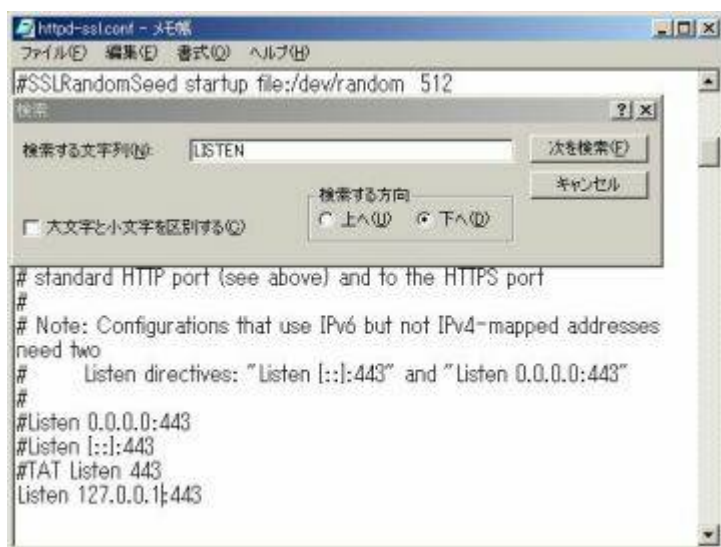 httpd-ssl.conf - メモ帳
ファイル(F) 編集(E) 書式(O) ヘルプ(H)
#SSLRandomSeed startup file:/dev/random 512
検索
検索する文字列(N):
LISTEN
次を検索(F)
キャンセル
大文字と小文字を区別する(C)
検索する方向
上へ(U) 下へ(D)
# standard HTTP port (see above) and to the HTTPS port
#
# Note: Configurations that use IPv6 but not IPv4-mapped addresses
need two
# Listen directives: "Listen [::]:443" and "Listen 0.0.0.0:443"
#
#Listen 0.0.0.0:443
#Listen [::]:443
#TAT Listen 443
Listen 127.0.0.1:443